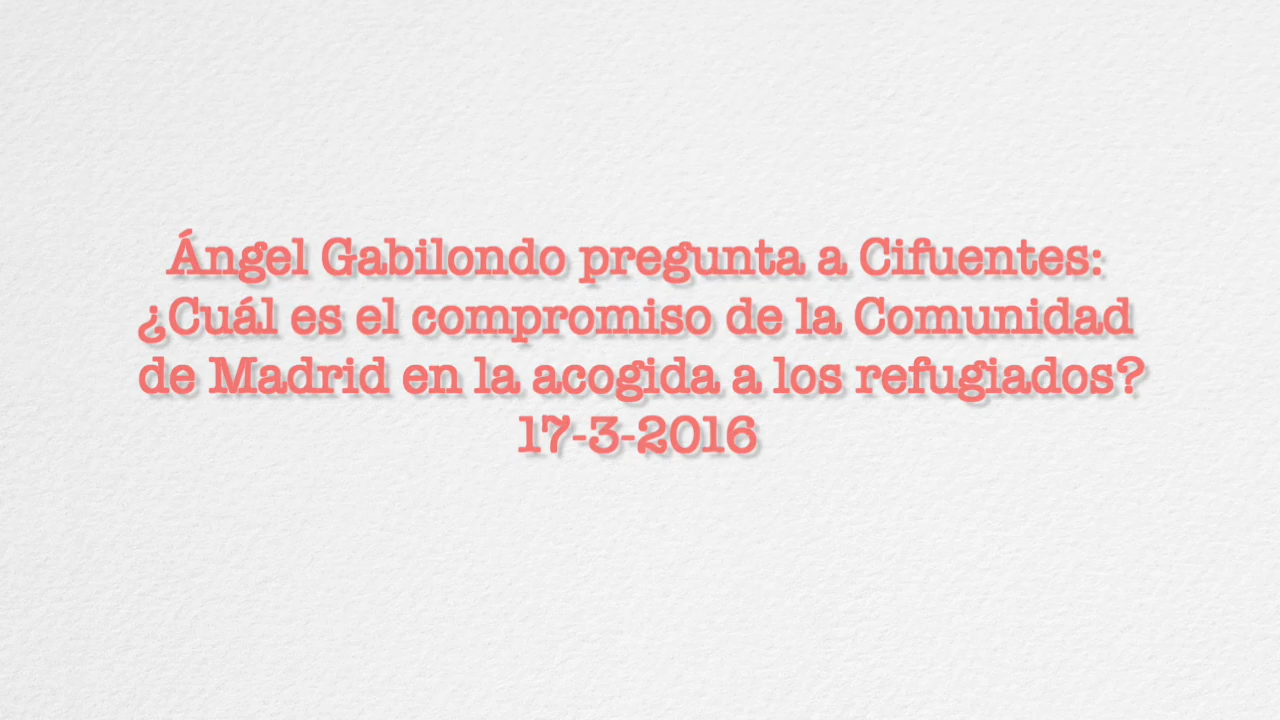 Ángel Gabilondo pregunta a Cifuentes:
¿Cuál es el compromiso de la Comunidad
de Madrid en la acogida a los refugiados?
17-3-2016